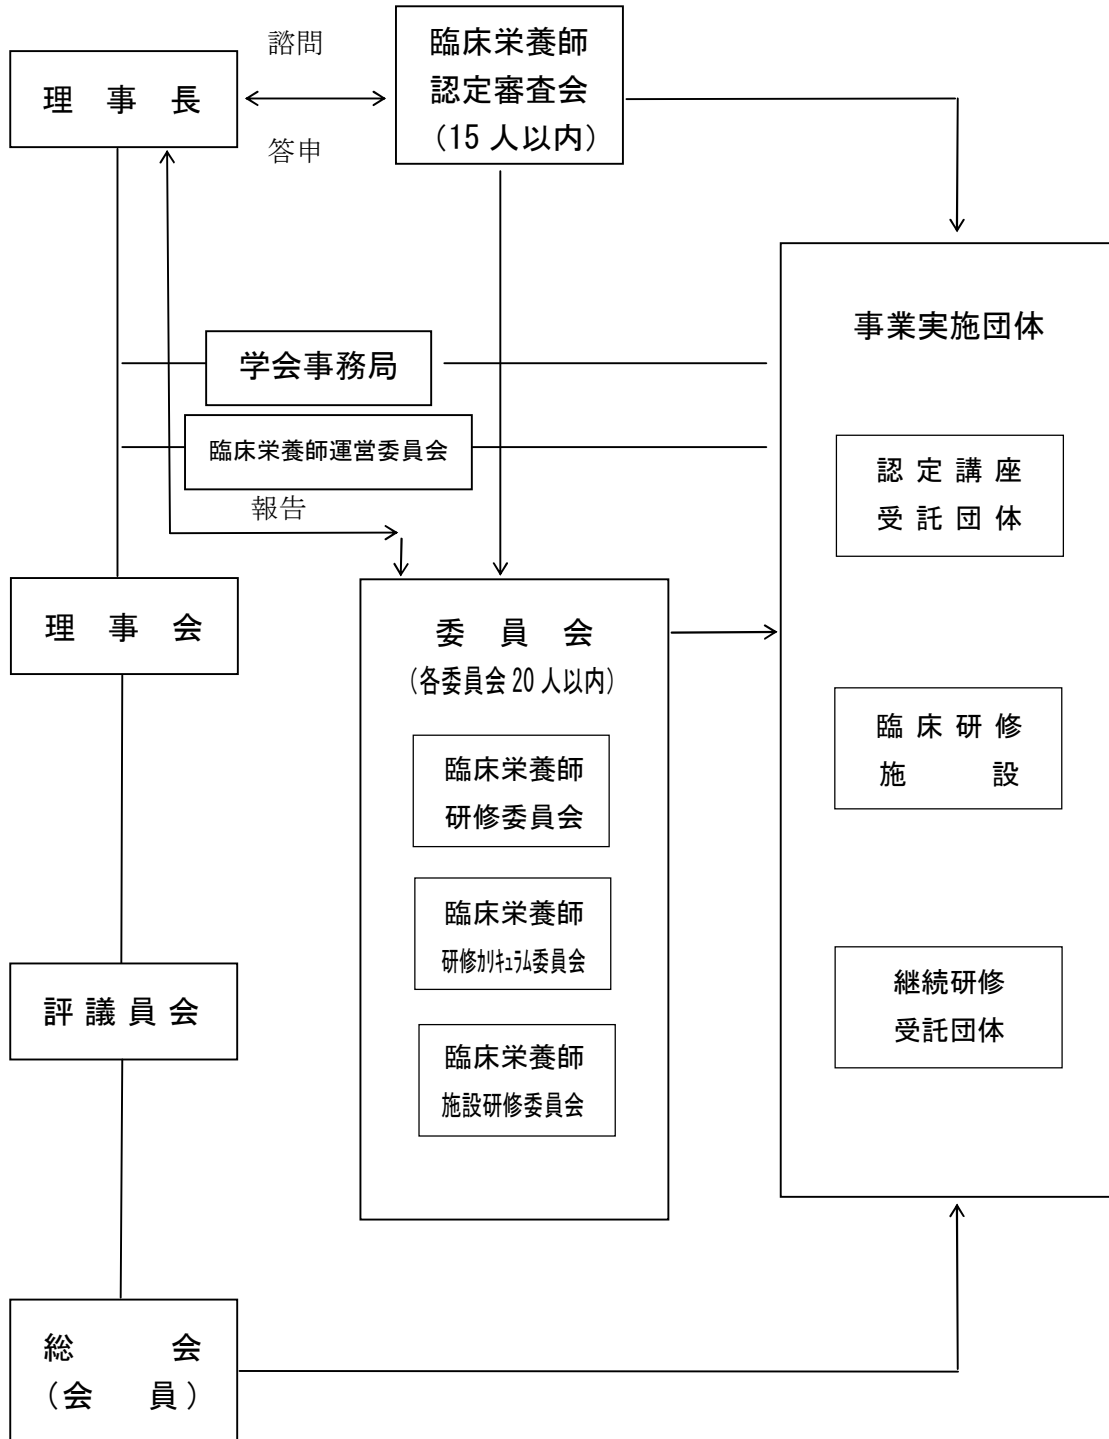 諮問
理事長
答申
臨床栄養師
認定審査会
（15人以内）
学会事務局
臨床栄養師運営委員会
報告
理事会
評議員会
総会
（会員）
委員会
（各委員会20人以内）
臨床栄養師
研修委員会
臨床栄養師
研修ｶﾘｷｭﾗﾑ委員会
臨床栄養師
施設研修委員会
事業実施団体
認定講座
受託団体
臨床研修
施設
継続研修
受託団体